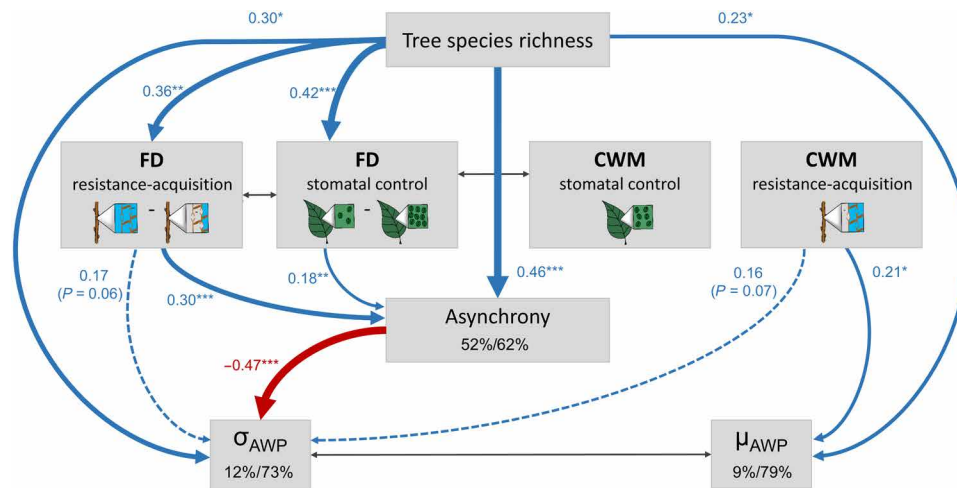 0.30*
0.23*
Tree species richness
0.36**
0.42***
FD
resistance-acquisition
-
FD
stomatal control
-
CWM
stomatal control
CWM
resistance-acquisition
0.17
(P = 0.06)
0.30***
0.18**
0.46***
0.16
(P = 0.07)
0.21*
Asynchrony
52%/62%
−0.47***
σAWP
12%/73%
μAWP
9%/79%